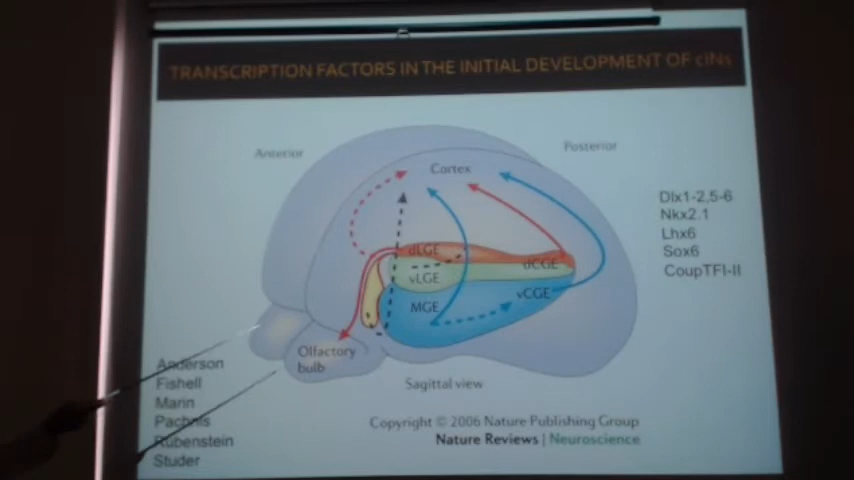 TRANSCRIPTION FACTORS IN THE INITIAL DEVELOPMENT OF cINs
Anterior
Posterior
Cortex
Dlx1-2,5-6
Nkx2.1
Lhx6
Sox6
CoupTFI-II
dLGE
dCGE
vLGE
vCGE
MGE
Olfactory
bulb
Sagittal view
Anderson
Fishell
Marin
Pachnis
Rubenstein
Studer
Copyright © 2006 Nature Publishing Group
Nature Reviews | Neuroscience